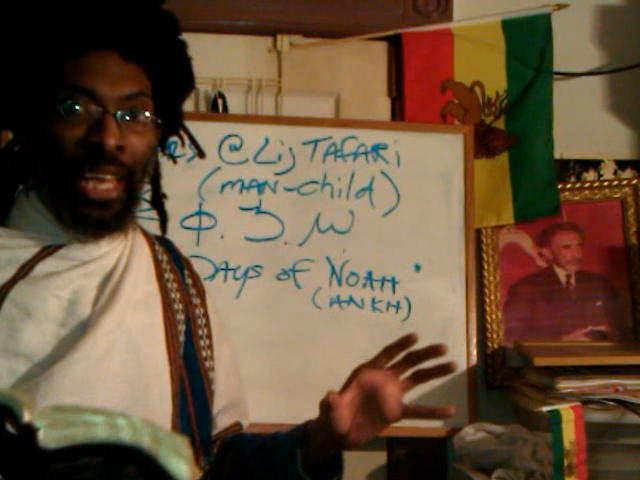 @ Lij TAFARi
(MAN-child)
Φ. 3. W
DAYS of NOAH
(ANKH)